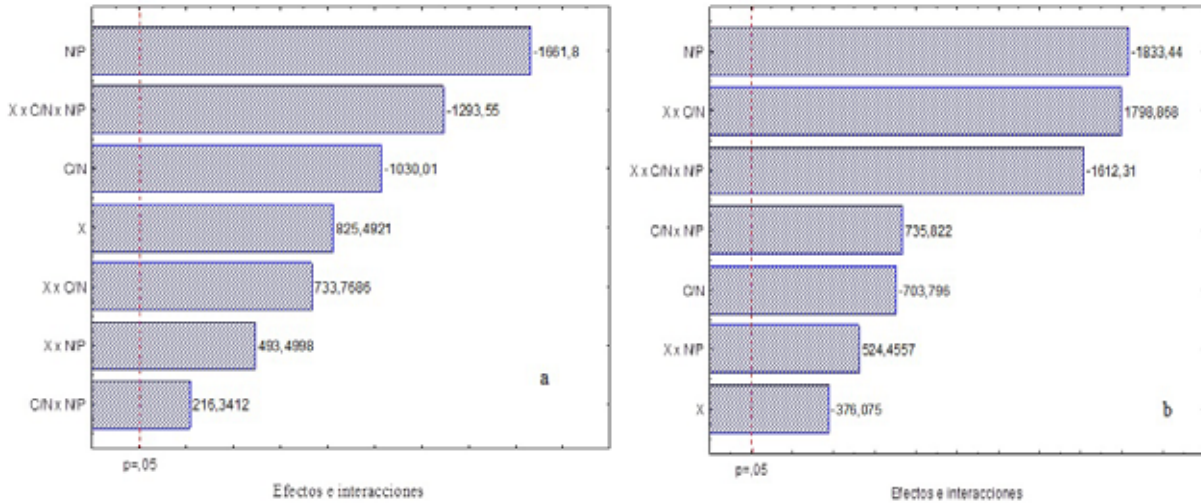 N/P
-1661,8
X x C/N x N/P
-1293,55
C/N
-1030,01
X
825,4921
X x C/N
733,7686
X x N/P
493,4998
C/N x N/P
216,3412
a
p=,05
Efectos e interacciones
N/P
-1833,44
X x C/N
1798,858
X x C/N x N/P
-1612,31
C/N x N/P
735,822
C/N
-703,796
X x N/P
524,4557
X
-376,075
b
p=,05
Efectos e interacciones